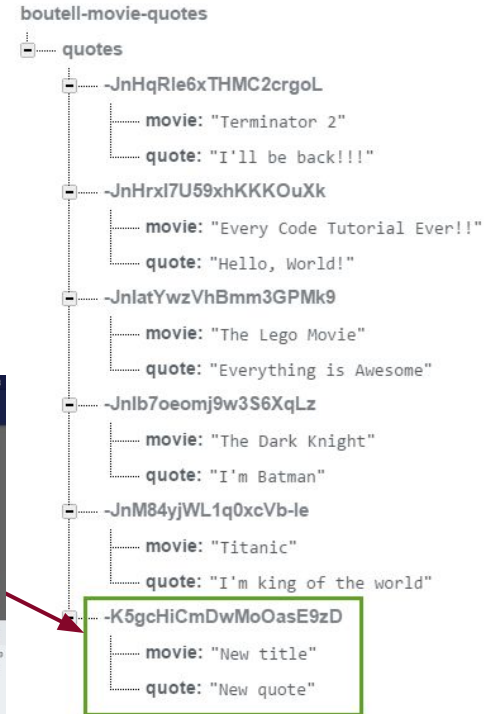 boutell-movie-quotes
quotes
-JnHqRle6xTHMC2crgoL
movie: "Terminator 2"
quote: "I'll be back!!!"
-JnHrxI7U59xhKKKOuXk
movie: "Every Code Tutorial Ever!!"
quote: "Hello, World!"
-JnIatYwzVhBmm3GPMk9
movie: "The Lego Movie"
quote: "Everything is Awesome"
-JnIb7oeomj9w3S6XqLz
movie: "The Dark Knight"
quote: "I'm Batman"
-JnM84yjWL1q0xcVb-Ie
movie: "Titanic"
quote: "I'm king of the world"
-K5gcHiCmDwMoOasE9zD
movie: "New title"
quote: "New quote"